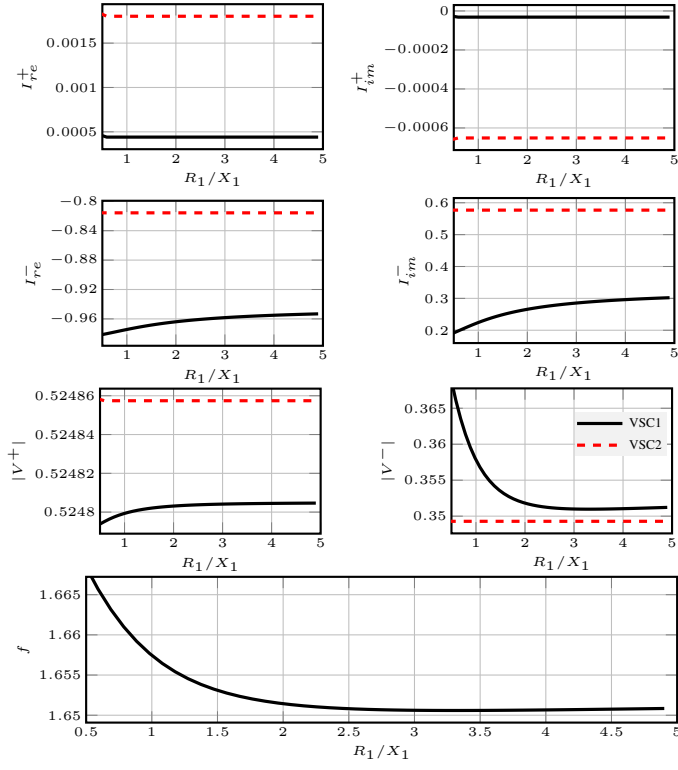 0.0015
0.001
0.0005
I⁺re
1 2 3 4 5
R₁/X₁
0
−0.0002
−0.0004
−0.0006
I⁺im
1 2 3 4 5
R₁/X₁
−0.8
−0.84
−0.88
−0.92
−0.96
I⁻re
1 2 3 4 5
R₁/X₁
0.6
0.5
0.4
0.3
0.2
I⁻im
1 2 3 4 5
R₁/X₁
0.52486
0.52484
0.52482
0.5248
|V⁺|
1 2 3 4 5
R₁/X₁
0.365
0.36
0.355
0.35
|V⁻|
VSC1
VSC2
1 2 3 4 5
R₁/X₁
1.665
1.66
1.655
1.65
f
0.5 1 1.5 2 2.5 3 3.5 4 4.5 5
R₁/X₁